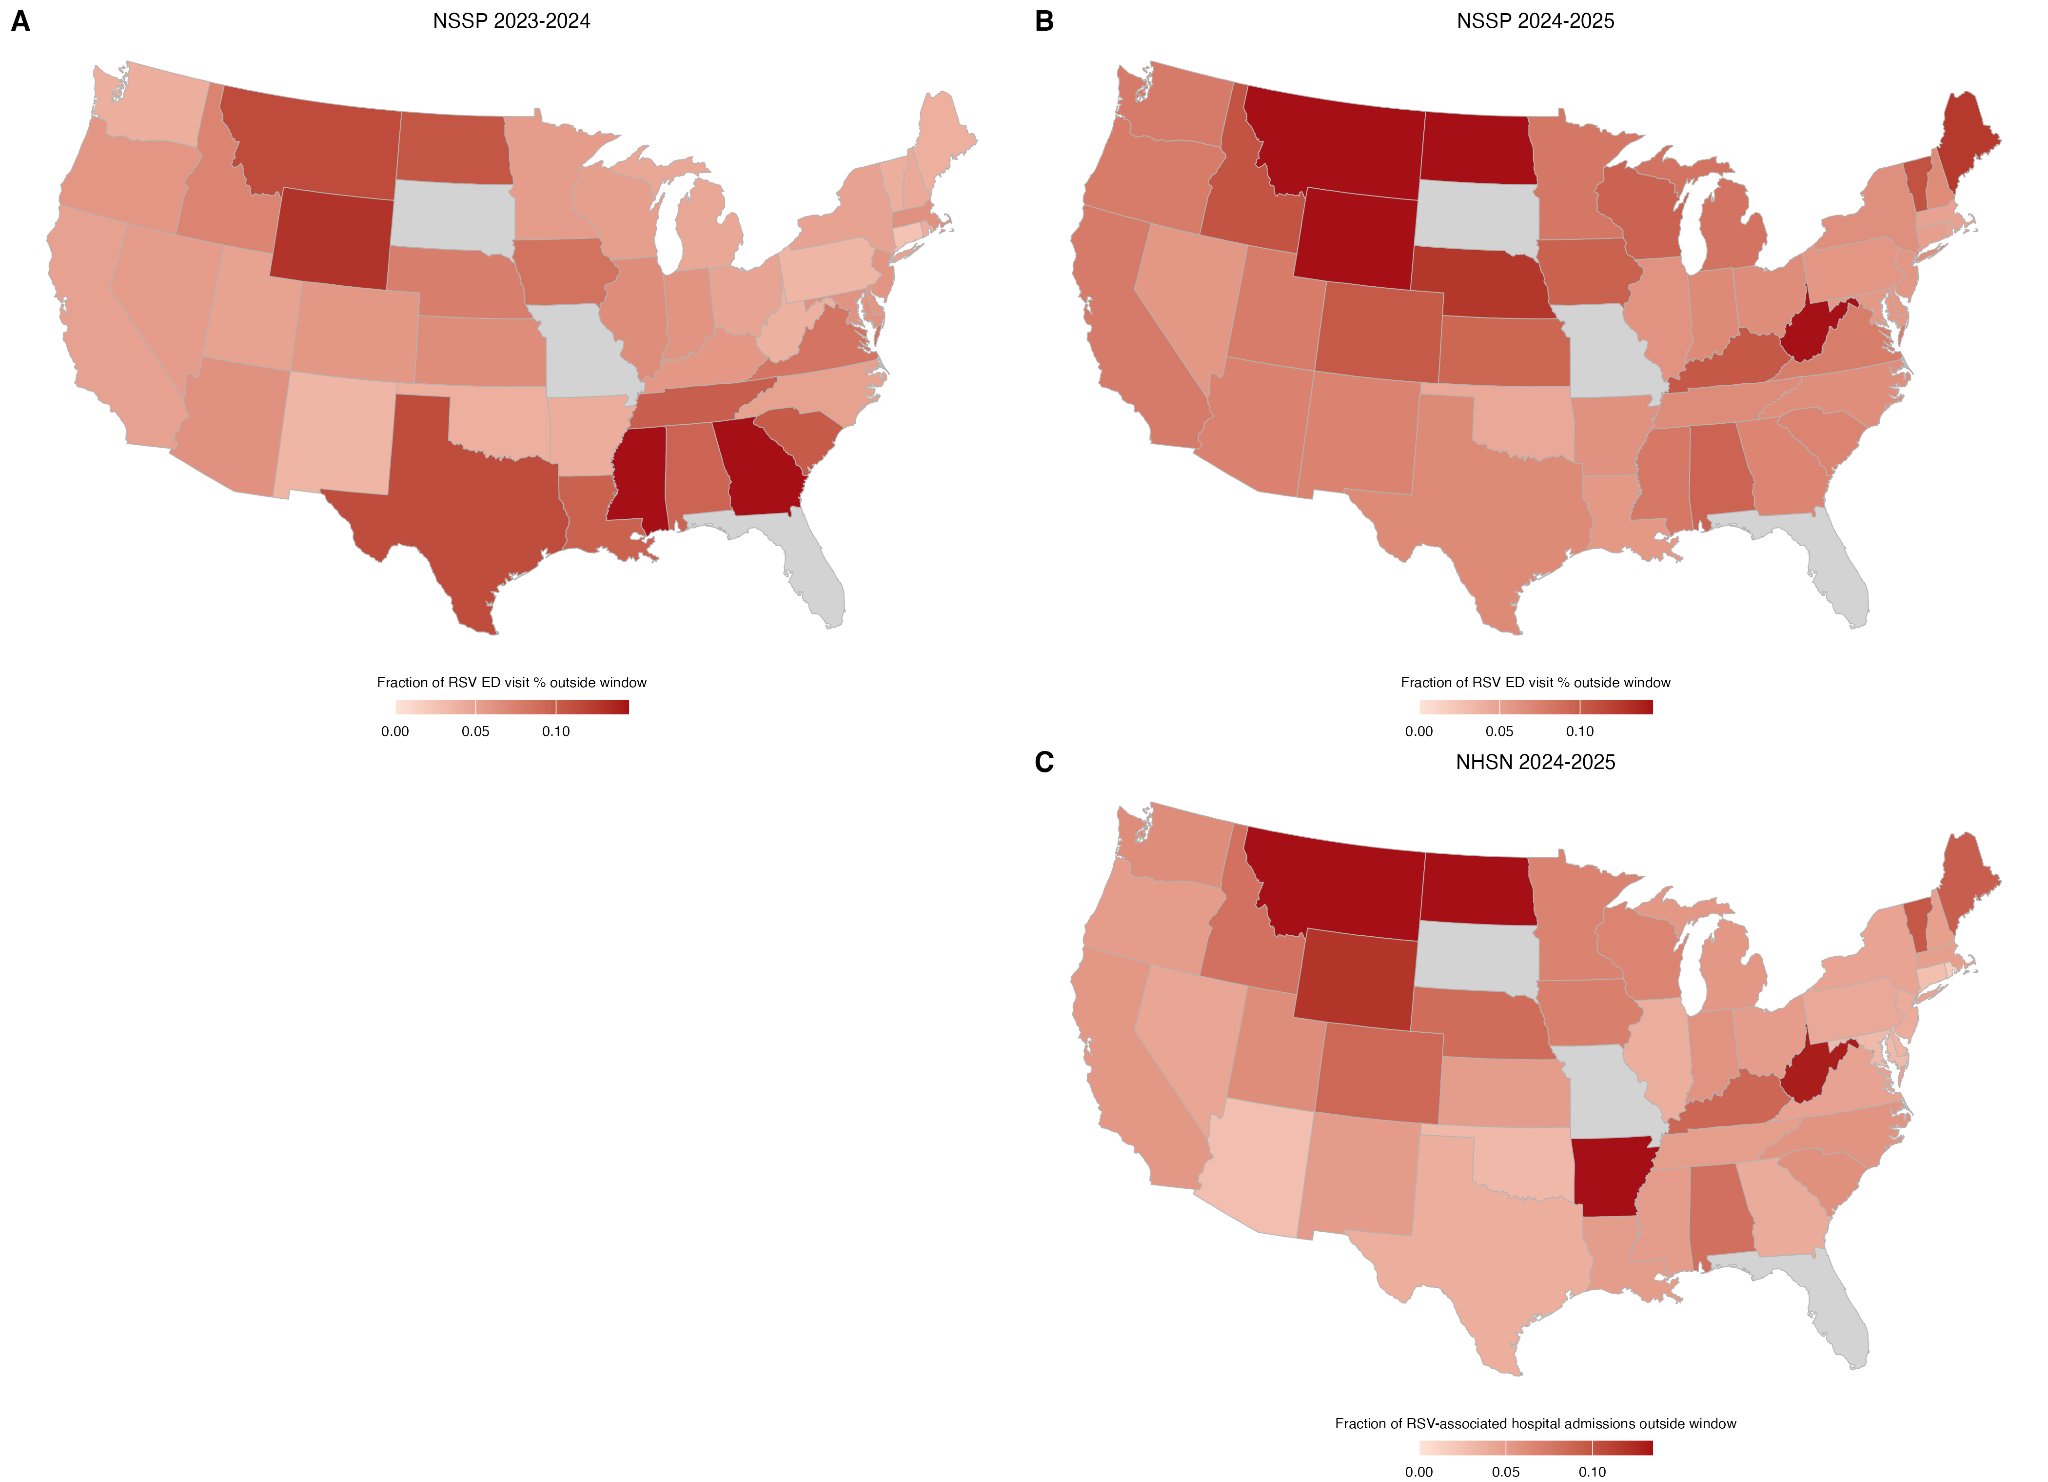 A
NSSP 2023-2024
Fraction of RSV ED visit % outside window
0.00 0.05 0.10
B
NSSP 2024-2025
Fraction of RSV ED visit % outside window
0.00 0.05 0.10
C
NHSN 2024-2025
Fraction of RSV-associated hospital admissions outside window
0.00 0.05 0.10